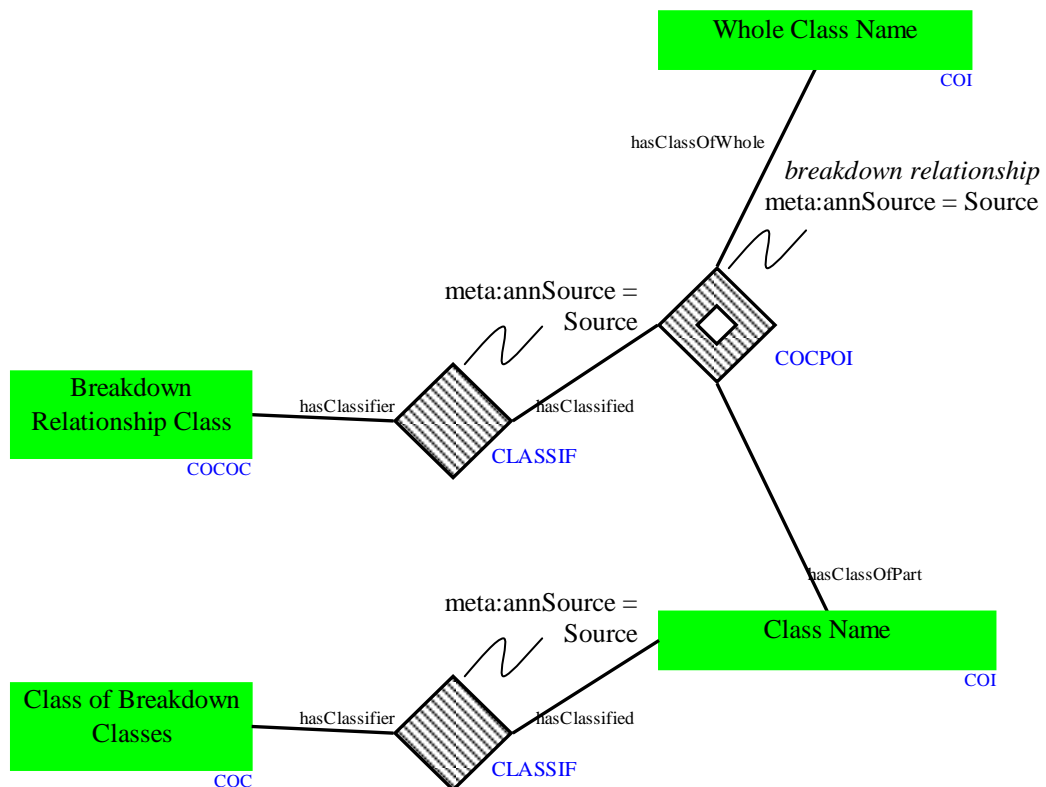 Whole Class Name
COI
hasClassOfWhole
breakdown relationship
meta:annSource = Source
meta:annSource =
Source
COCPOI
Breakdown
Relationship Class
COCOC
hasClassifier
hasClassified
CLASSIF
hasClassOfPart
meta:annSource =
Source
Class Name
COI
Class of Breakdown
Classes
COC
hasClassifier
hasClassified
CLASSIF